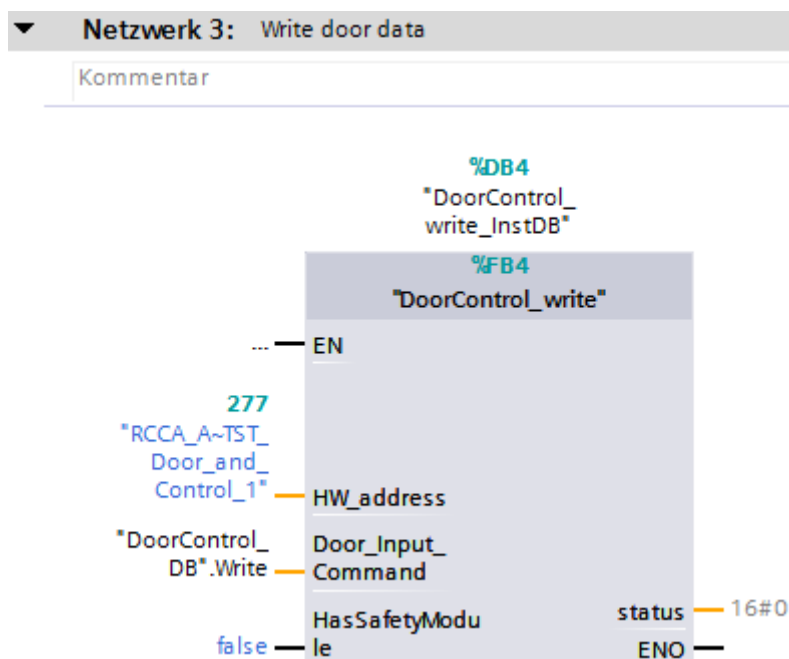 Netzwerk 3: Write door data
Kommentar
%DB4
"DoorControl_
write_InstDB"
%FB4
"DoorControl_write"
... EN
277
"RCCA_A~TST_
Door_and_
Control_1"
HW_address
"DoorControl_
DB".Write
Door_Input_
Command
HasSafetyModu
le
false
status
16#0
ENO